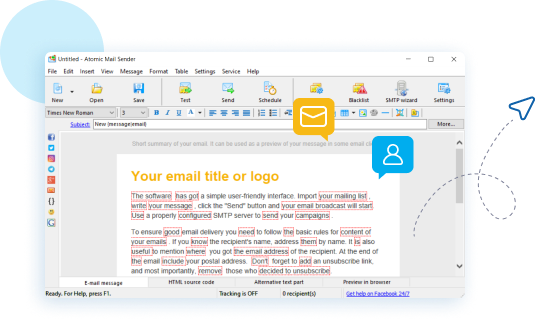 Untitled - Atomic Mail Sender
File Edit Insert View Message Format Table Settings Service Help
New Open Save Test Send Schedule Blacklist SMTP wizard Settings
Times New Roman 3 B I U A
Subject: New {message|email} More...
Short summary of your email. It can be used as a preview of your message in some email cl
Your email title or logo
The software has got a simple user-friendly interface. Import your mailing list ,
write your message , click the "Send" button and your email broadcast will start.
Use a properly configured SMTP server to send your campaigns .
To ensure good email delivery you need to follow the basic rules for content of
your emails . If you know the recipient's name, address them by name. It is also
useful to mention where you got the email address of the recipient. At the end of
the email include your postal address. Don't forget to add an unsubscribe link,
and most importantly, remove those who decided to unsubscribe.
E-mail message HTML source code Alternative text part Preview in browser
Ready. For Help, press F1. Tracking is OFF 0 recipient(s) Get help on Facebook 24/7